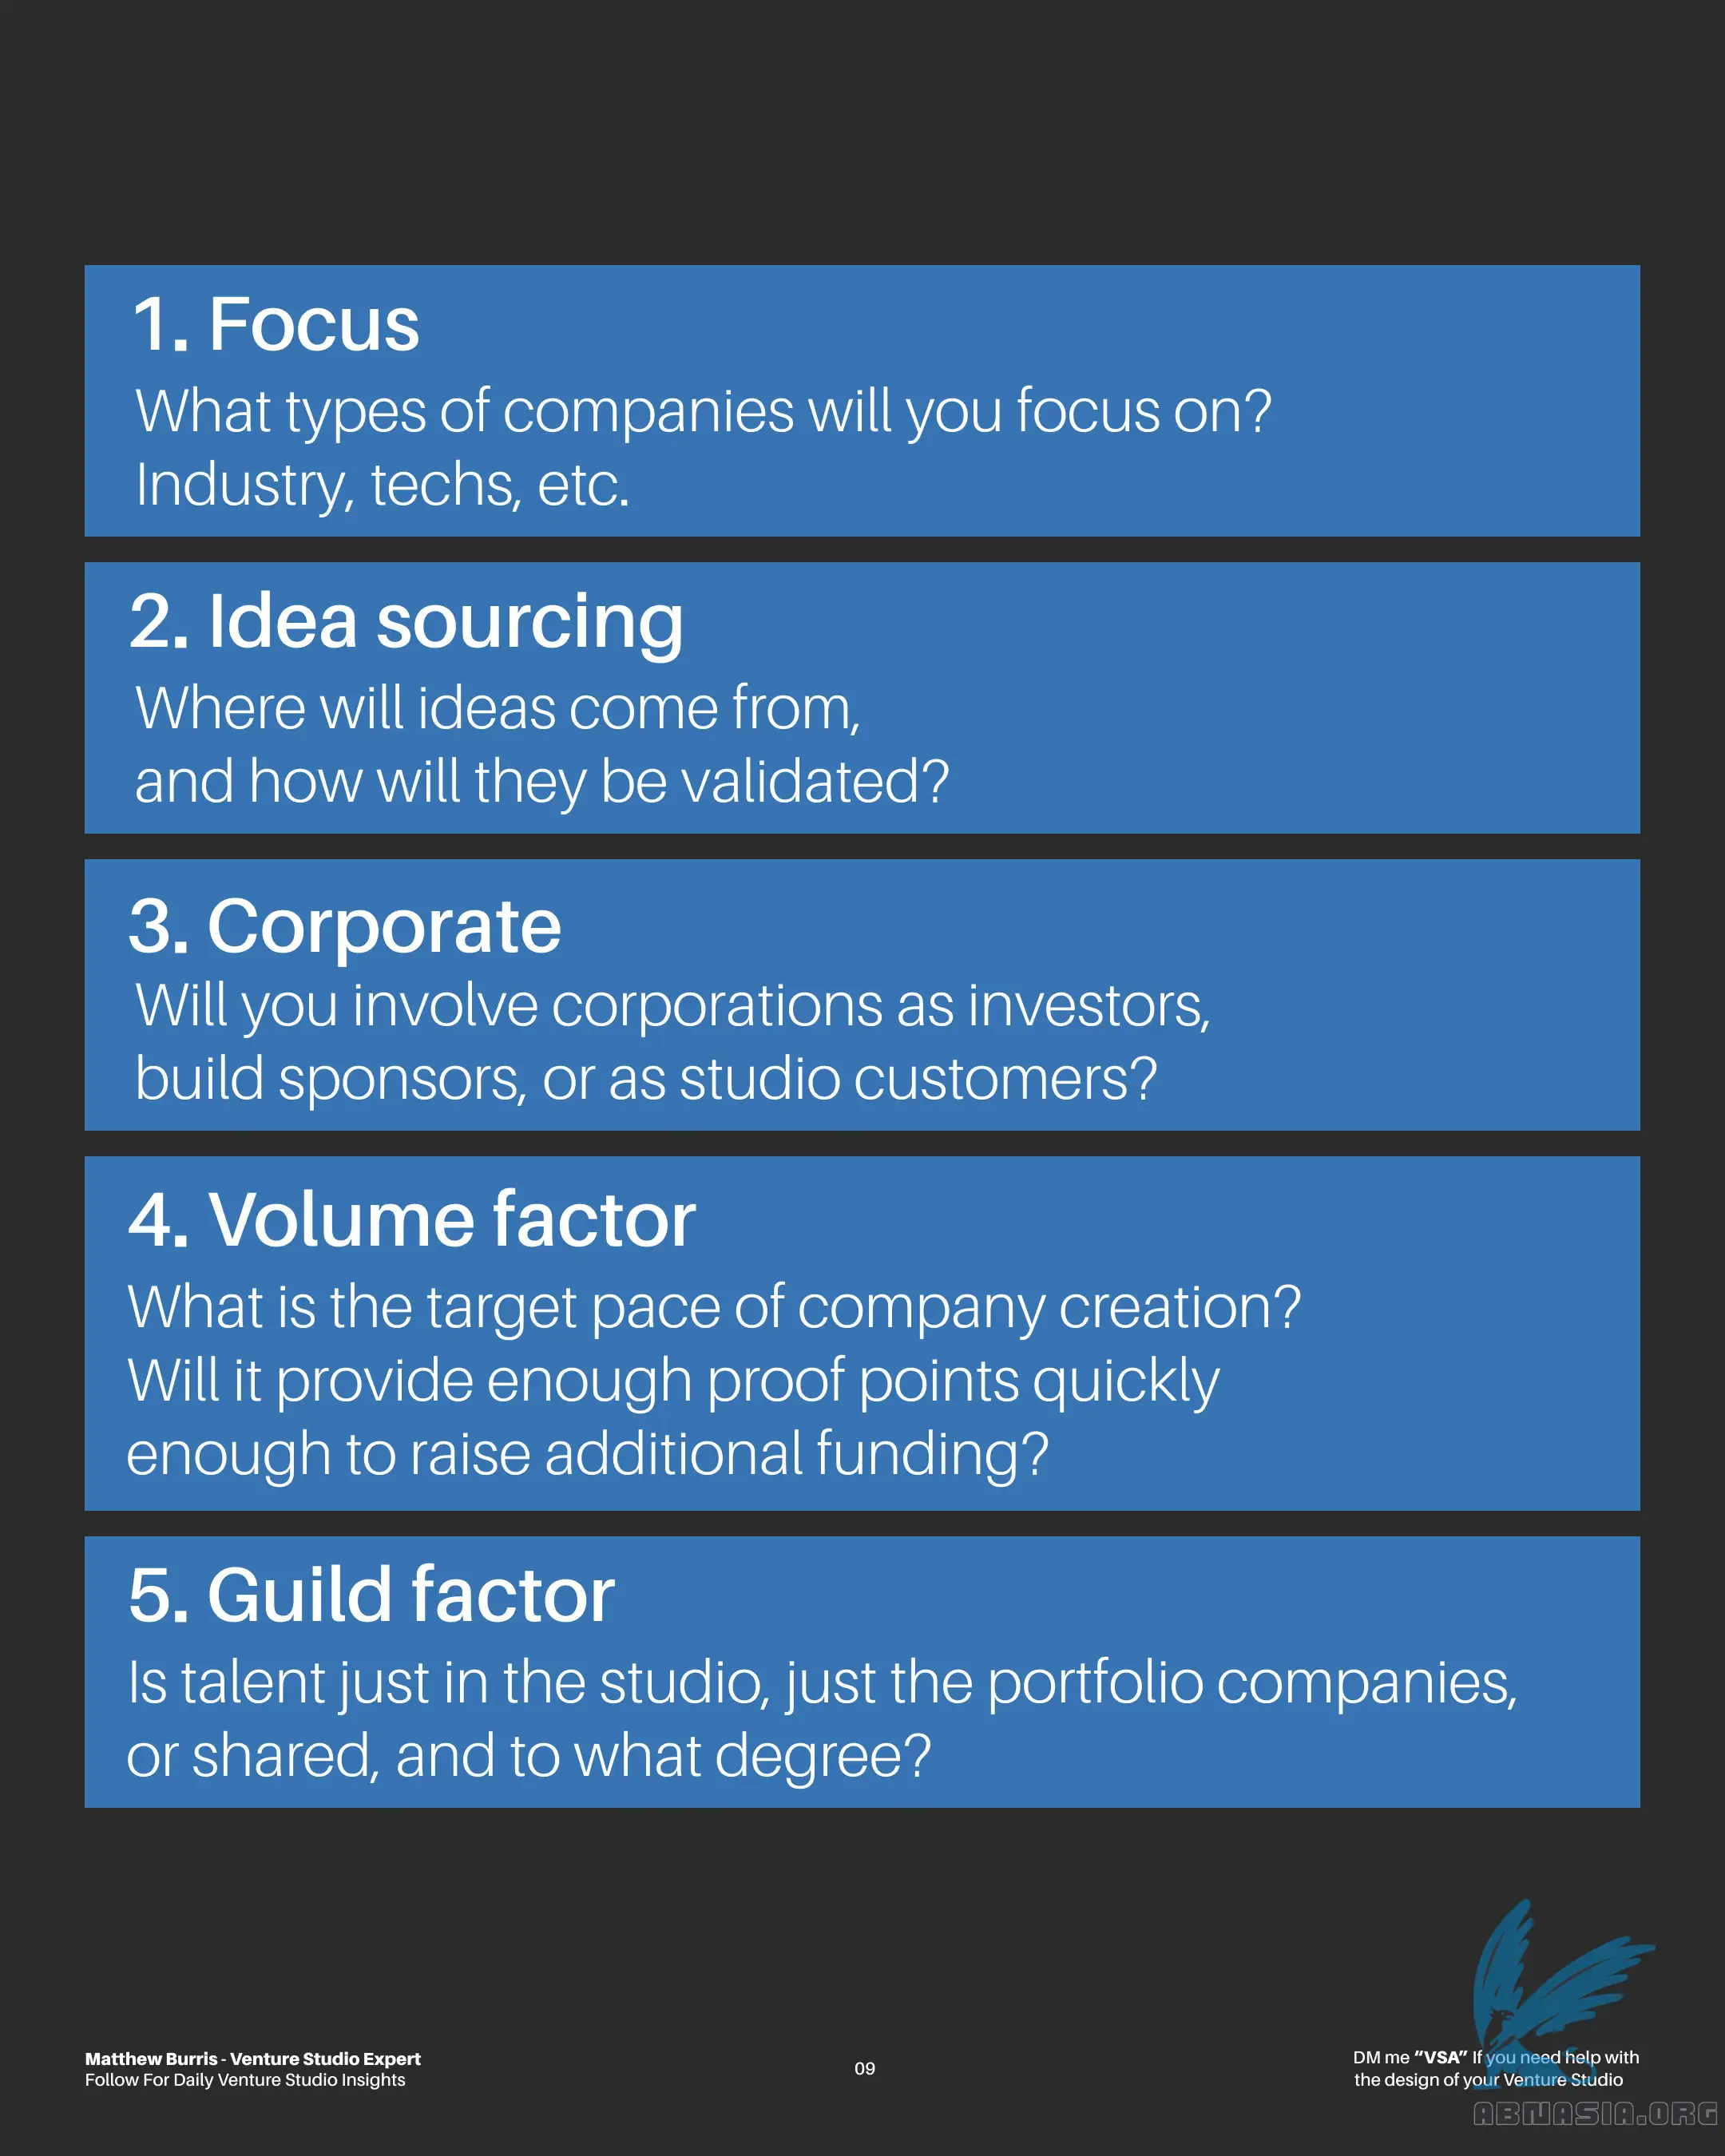 1. Focus
What types of companies will you focus on?
Industry, techs, etc.
2. Idea sourcing
Where will ideas come from,
and how will they be validated?
3. Corporate
Will you involve corporations as investors,
build sponsors, or as studio customers?
4. Volume factor
What is the target pace of company creation?
Will it provide enough proof points quickly
enough to raise additional funding?
5. Guild factor
Is talent just in the studio, just the portfolio companies,
or shared, and to what degree?
Matthew Burris - Venture Studio Expert
Follow For Daily Venture Studio Insights
09
DM me “VSA” If you need help with
the design of your Venture Studio
ABNASIA.ORG